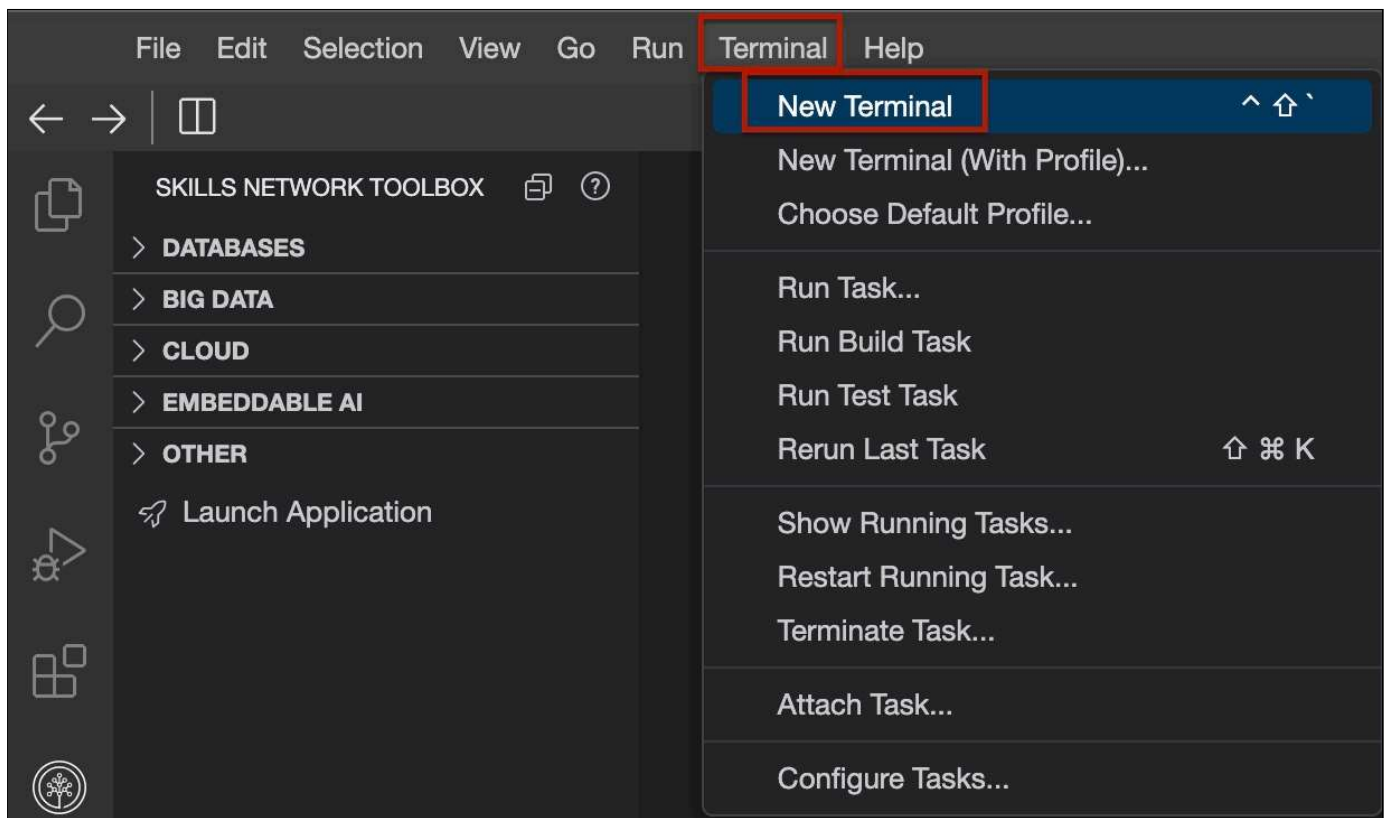 File Edit Selection View Go Run Terminal Help
New Terminal ^ ⇧ `
New Terminal (With Profile)...
Choose Default Profile...
Run Task...
Run Build Task
Run Test Task
Rerun Last Task ⇧ ⌘ K
Show Running Tasks...
Restart Running Task...
Terminate Task...
Attach Task...
Configure Tasks...
SKILLS NETWORK TOOLBOX
DATABASES
BIG DATA
CLOUD
EMBEDDABLE AI
OTHER
Launch Application